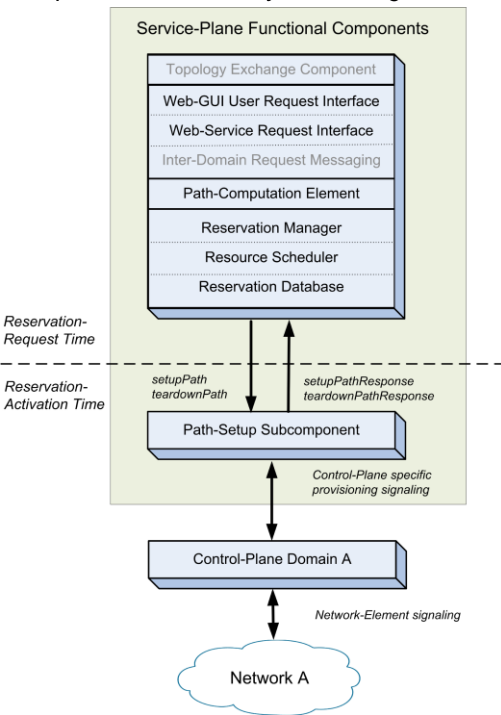 Service-Plane Functional Components
Topology Exchange Component
Web-GUI User Request Interface
Web-Service Request Interface
Inter-Domain Request Messaging
Path-Computation Element
Reservation Manager
Resource Scheduler
Reservation Database
Reservation-
Request Time
Reservation-
Activation Time
setupPath
teardownPath
setupPathResponse
teardownPathResponse
Path-Setup Subcomponent
Control-Plane specific
provisioning signaling
Control-Plane Domain A
Network-Element signaling
Network A